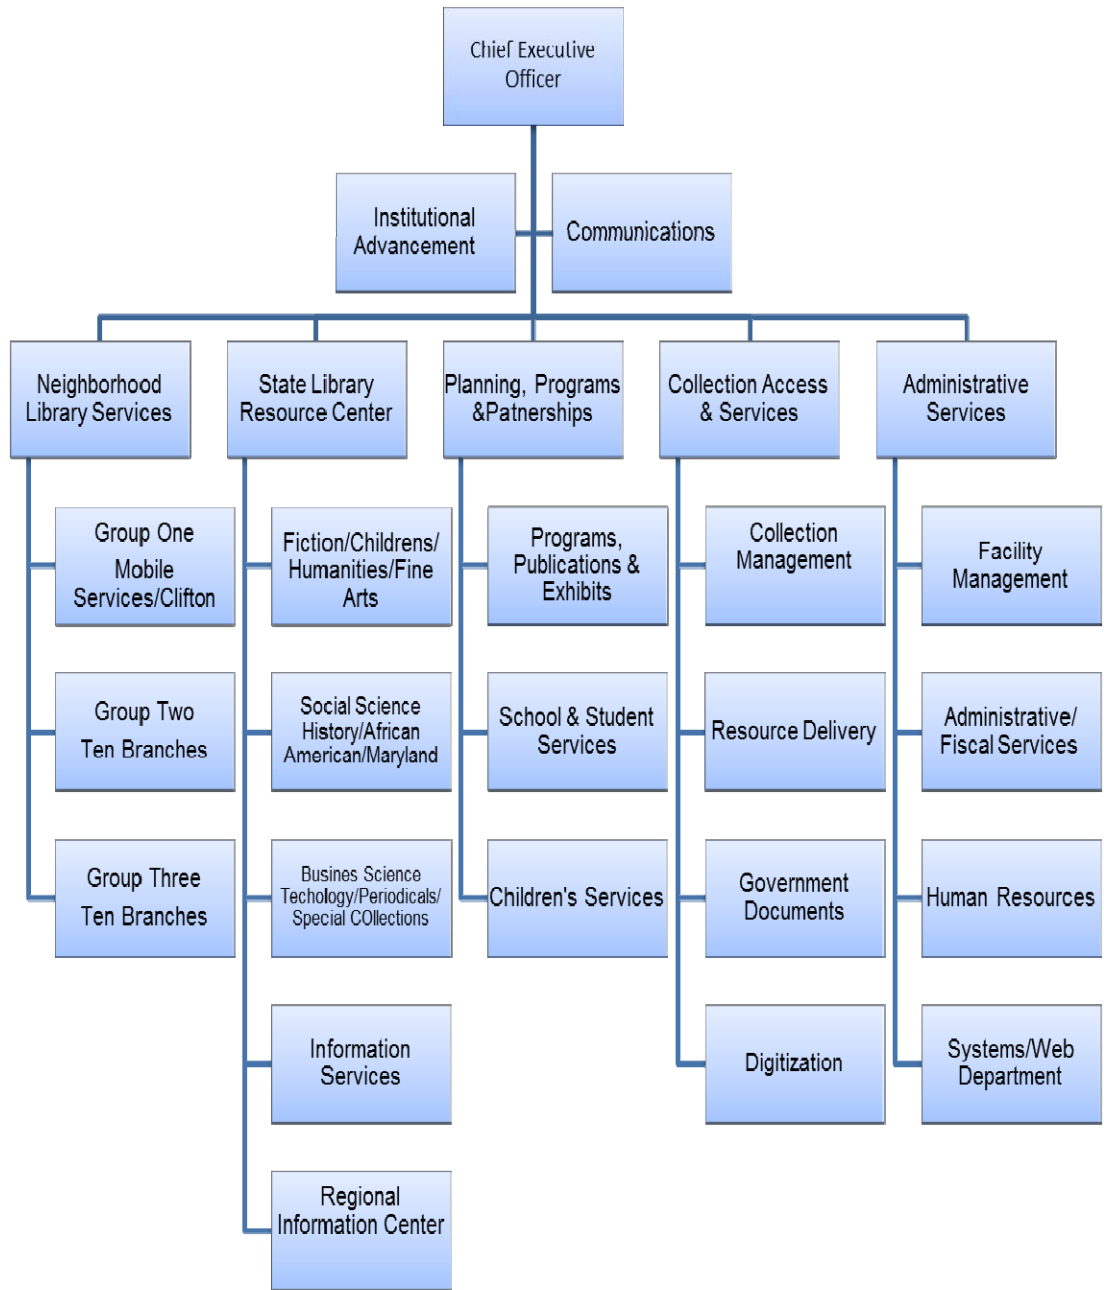 Chief Executive
Officer
Institutional
Advancement
Communications
Neighborhood
Library Services
State Library
Resource Center
Planning, Programs
&Patnerships
Collection Access
& Services
Administrative
Services
Group One
Mobile
Services/Clifton
Fiction/Childrens/
Humanities/Fine
Arts
Programs,
Publications &
Exhibits
Collection
Management
Facility
Management
Group Two
Ten Branches
Social Science
History/African
American/Maryland
School & Student
Services
Resource Delivery
Administrative/
Fiscal Services
Group Three
Ten Branches
Busines Science
Techology/Periodicals/
Special COllections
Children's Services
Government
Documents
Human Resources
Information
Services
Digitization
Systems/Web
Department
Regional
Information Center